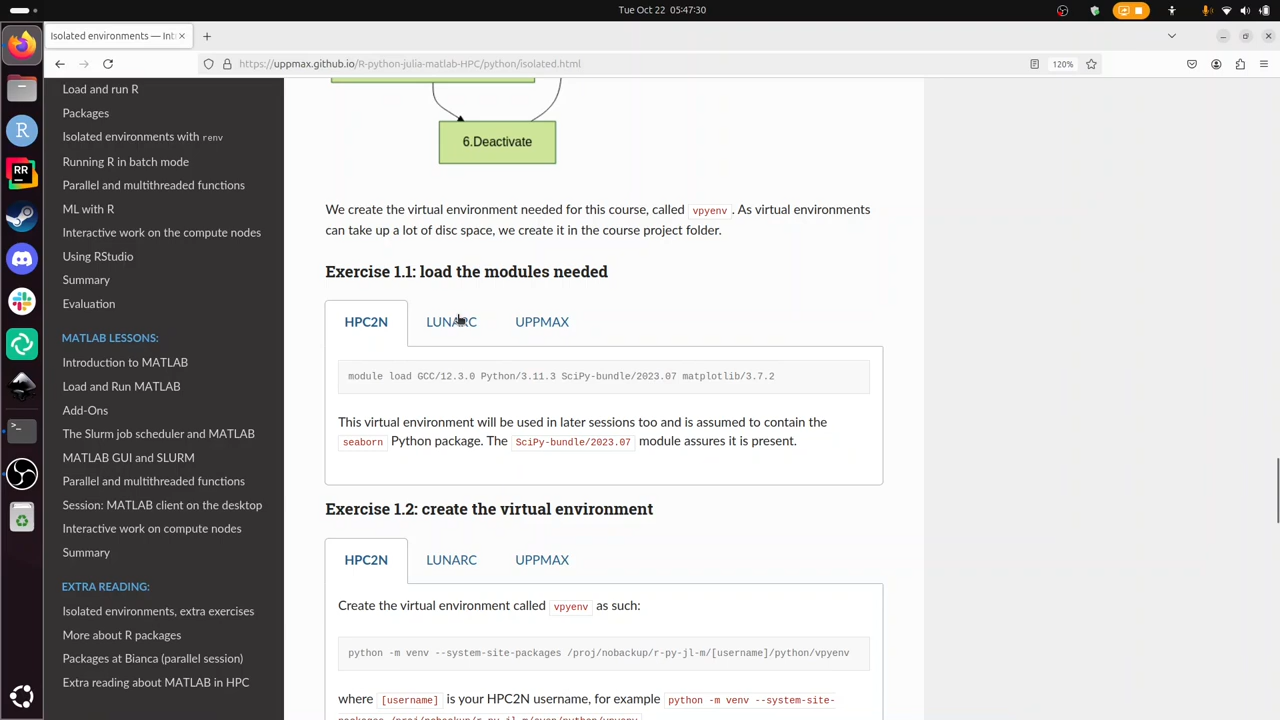 Tue Oct 22 05:47:30
Isolated environments — Int
https://uppmax.github.io/R-python-julia-matlab-HPC/python/isolated.html
120%
Load and run R
Packages
Isolated environments with renv
Running R in batch mode
Parallel and multithreaded functions
ML with R
Interactive work on the compute nodes
Using RStudio
Summary
Evaluation
MATLAB LESSONS:
Introduction to MATLAB
Load and Run MATLAB
Add-Ons
The Slurm job scheduler and MATLAB
MATLAB GUI and SLURM
Parallel and multithreaded functions
Session: MATLAB client on the desktop
Interactive work on compute nodes
Summary
EXTRA READING:
Isolated environments, extra exercises
More about R packages
Packages at Bianca (parallel session)
Extra reading about MATLAB in HPC
6.Deactivate
We create the virtual environment needed for this course, called vpyenv. As virtual environments
can take up a lot of disc space, we create it in the course project folder.
Exercise 1.1: load the modules needed
HPC2N LUNARC UPPMAX
module load GCC/12.3.0 Python/3.11.3 SciPy-bundle/2023.07 matplotlib/3.7.2
This virtual environment will be used in later sessions too and is assumed to contain the
seaborn Python package. The SciPy-bundle/2023.07 module assures it is present.
Exercise 1.2: create the virtual environment
HPC2N LUNARC UPPMAX
Create the virtual environment called vpyenv as such:
python -m venv --system-site-packages /proj/nobackup/r-py-jl-m/[username]/python/vpyenv
where [username] is your HPC2N username, for example python -m venv --system-site-